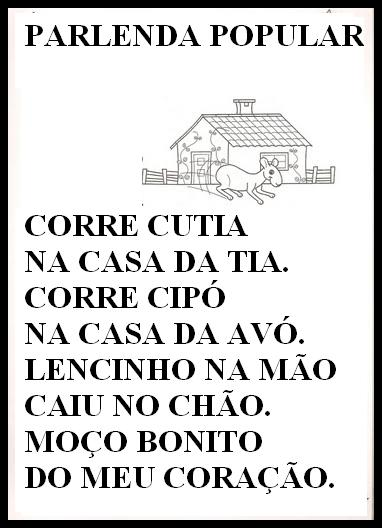 PARLENDA POPULAR
CORRE CUTIA
NA CASA DA TIA.
CORRE CIPÓ
NA CASA DA AVÓ.
LENCINHO NA MÃO
CAIU NO CHÃO.
MOÇO BONITO
DO MEU CORAÇÃO.